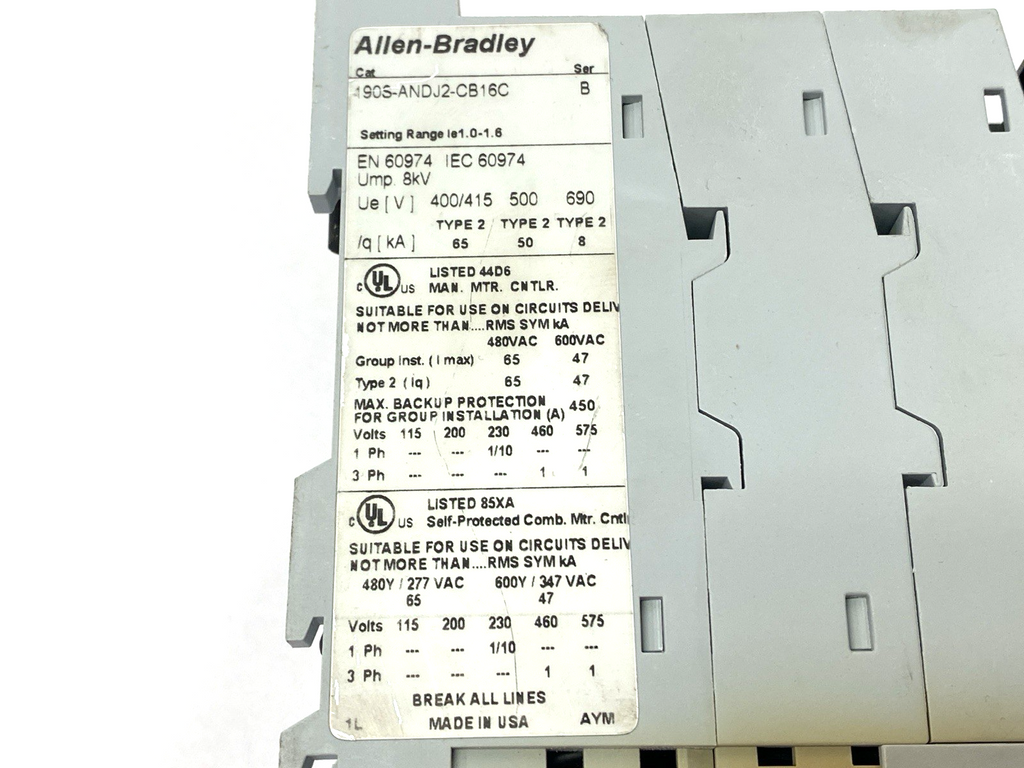 Allen-Bradley
Cat Ser
190S-ANDJ2-CB16C B
Setting Range Ie1.0-1.6
EN 60974 IEC 60974
Ump. 8kV
Ue [ V ] 400/415 500 690
TYPE 2 TYPE 2 TYPE 2
/q [ kA ] 65 50 8
c UL US LISTED 44D6
MAN. MTR. CNTLR.
SUITABLE FOR USE ON CIRCUITS DELIV
NOT MORE THAN....RMS SYM kA
480VAC 600VAC
Group Inst. ( I max) 65 47
Type 2 ( Iq ) 65 47
MAX. BACKUP PROTECTION 450
FOR GROUP INSTALLATION (A)
Volts 115 200 230 460 575
1 Ph --- --- 1/10 --- ---
3 Ph --- --- --- 1 1
c UL US LISTED 85XA
Self-Protected Comb. Mtr. Cntl
SUITABLE FOR USE ON CIRCUITS DELIV
NOT MORE THAN....RMS SYM kA
480Y / 277 VAC 600Y / 347 VAC
65 47
Volts 115 200 230 460 575
1 Ph --- --- 1/10 --- ---
3 Ph --- --- --- 1 1
BREAK ALL LINES
1L MADE IN USA AYM